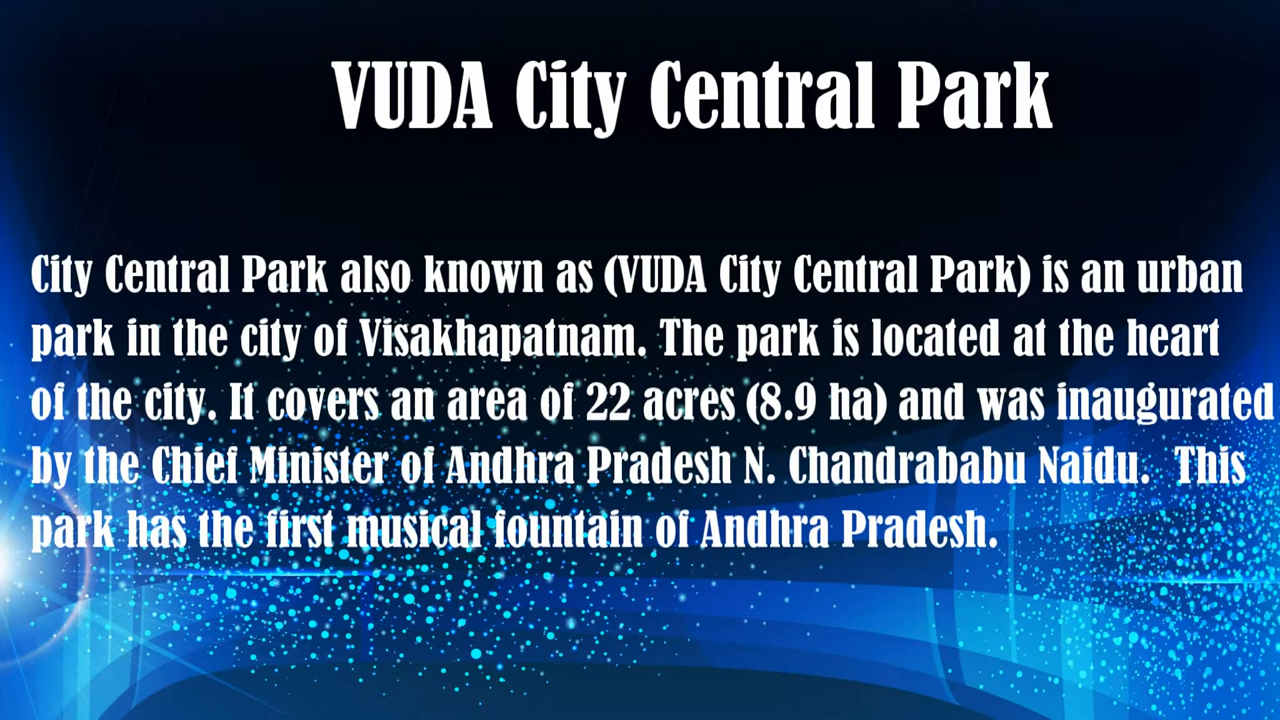 VUDA City Central Park
City Central Park also known as (VUDA City Central Park) is an urban
park in the city of Visakhapatnam. The park is located at the heart
of the city. It covers an area of 22 acres (8.9 ha) and was inaugurated
by the Chief Minister of Andhra Pradesh N. Chandrababu Naidu.  This
park has the first musical fountain of Andhra Pradesh.